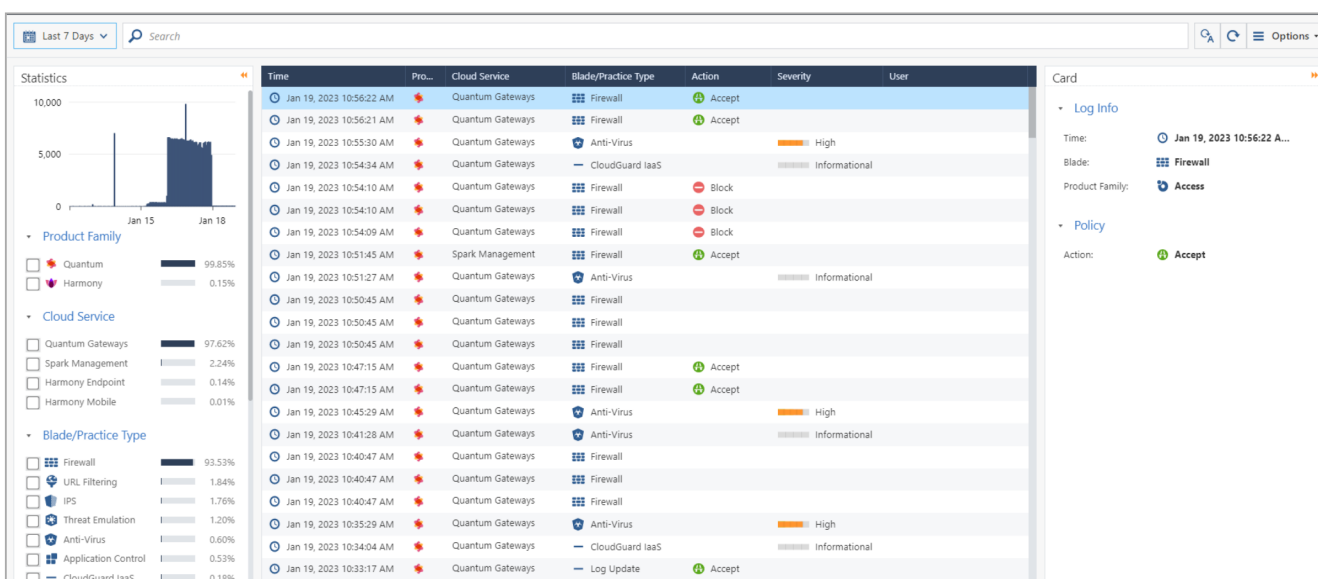 Last 7 Days Search Options
Statistics
10,000
5,000
0
Jan 15 Jan 18
Product Family
Quantum 99.85%
Harmony 0.15%
Cloud Service
Quantum Gateways 97.62%
Spark Management 2.24%
Harmony Endpoint 0.14%
Harmony Mobile 0.01%
Blade/Practice Type
Firewall 93.53%
URL Filtering 1.84%
IPS 1.76%
Threat Emulation 1.20%
Anti-Virus 0.60%
Application Control 0.53%
CloudGuard IaaS 0.18%
Time Pro... Cloud Service Blade/Practice Type Action Severity User
Jan 19, 2023 10:56:22 AM Quantum Gateways Firewall Accept
Jan 19, 2023 10:56:21 AM Quantum Gateways Firewall Accept
Jan 19, 2023 10:55:30 AM Quantum Gateways Anti-Virus High
Jan 19, 2023 10:54:34 AM Quantum Gateways CloudGuard IaaS Informational
Jan 19, 2023 10:54:10 AM Quantum Gateways Firewall Block
Jan 19, 2023 10:54:10 AM Quantum Gateways Firewall Block
Jan 19, 2023 10:54:09 AM Quantum Gateways Firewall Block
Jan 19, 2023 10:51:45 AM Spark Management Firewall Accept
Jan 19, 2023 10:51:27 AM Quantum Gateways Anti-Virus Informational
Jan 19, 2023 10:50:45 AM Quantum Gateways Firewall
Jan 19, 2023 10:50:45 AM Quantum Gateways Firewall
Jan 19, 2023 10:50:45 AM Quantum Gateways Firewall
Jan 19, 2023 10:47:15 AM Quantum Gateways Firewall Accept
Jan 19, 2023 10:47:15 AM Quantum Gateways Firewall Accept
Jan 19, 2023 10:45:29 AM Quantum Gateways Anti-Virus High
Jan 19, 2023 10:41:28 AM Quantum Gateways Anti-Virus Informational
Jan 19, 2023 10:40:47 AM Quantum Gateways Firewall
Jan 19, 2023 10:40:47 AM Quantum Gateways Firewall
Jan 19, 2023 10:40:47 AM Quantum Gateways Firewall
Jan 19, 2023 10:35:29 AM Quantum Gateways Anti-Virus High
Jan 19, 2023 10:34:04 AM Quantum Gateways CloudGuard IaaS Informational
Jan 19, 2023 10:33:17 AM Quantum Gateways Log Update Accept
Card
Log Info
Time: Jan 19, 2023 10:56:22 A...
Blade: Firewall
Product Family: Access
Policy
Action: Accept